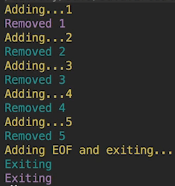 Adding...1
Removed 1
Adding...2
Removed 2
Adding...3
Removed 3
Adding...4
Removed 4
Adding...5
Removed 5
Adding EOF and exiting...
Exiting
Exiting